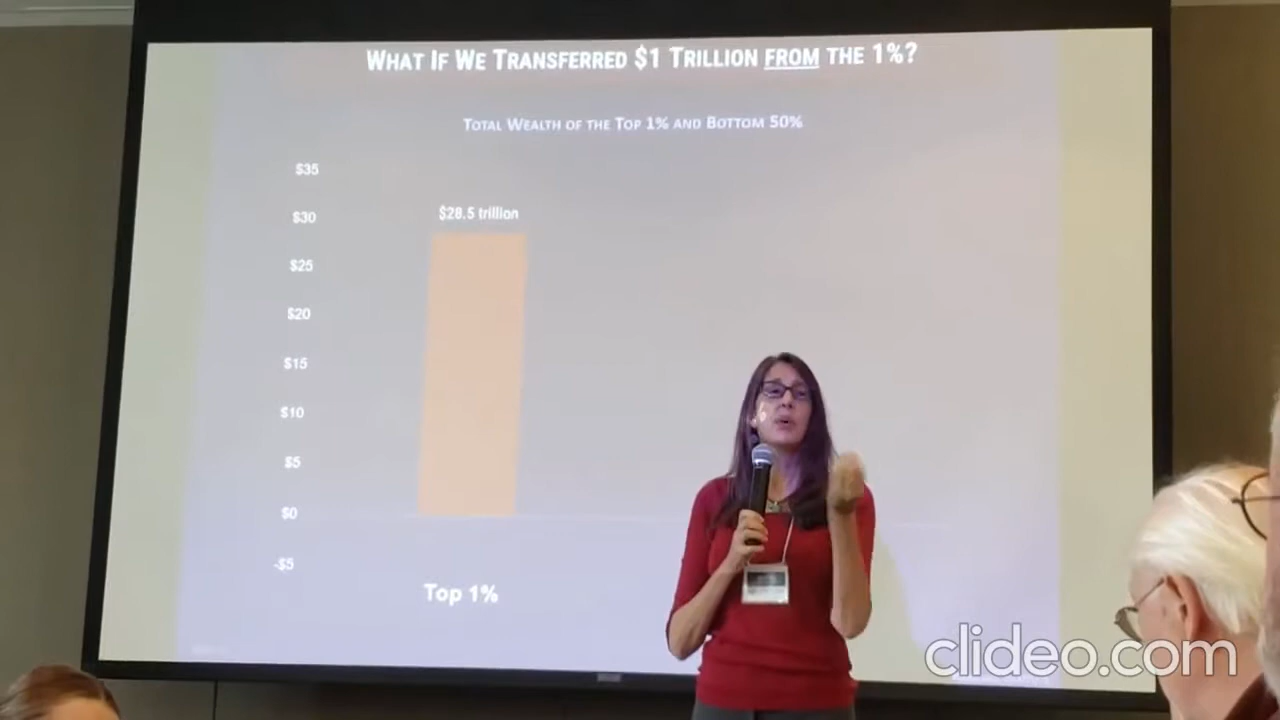 WHAT IF WE TRANSFERRED $1 TRILLION FROM THE 1%?
TOTAL WEALTH OF THE TOP 1% AND BOTTOM 50%
$35
$30
$28.5 trillion
$25
$20
$15
$10
$5
$0
-$5
Top 1%
clideo.com